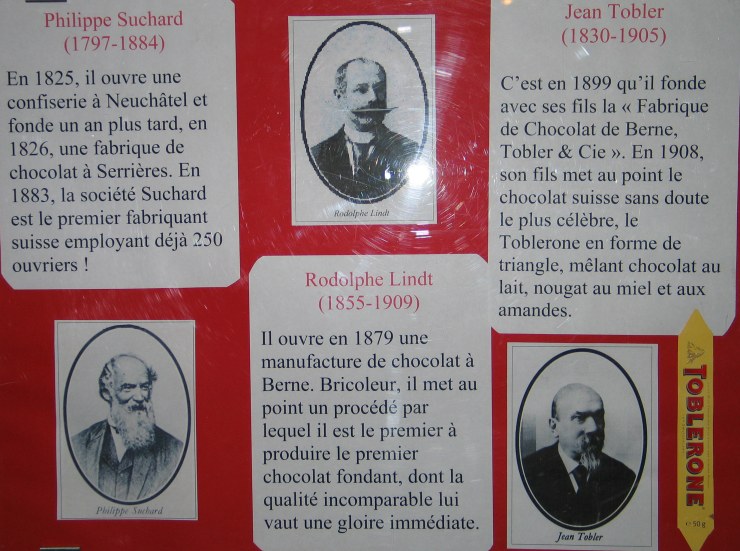 Philippe Suchard
(1797-1884)
En 1825, il ouvre une
confiserie à Neuchâtel et
fonde un an plus tard, en
1826, une fabrique de
chocolat à Serrières. En
1883, la société Suchard
est le premier fabriquant
suisse employant déjà 250
ouvriers !
Philippe Suchard
Rodolphe Lindt
Rodolphe Lindt
(1855-1909)
Il ouvre en 1879 une
manufacture de chocolat à
Berne. Bricoleur, il met au
point un procédé par
lequel il est le premier à
produire le premier
chocolat fondant, dont la
qualité incomparable lui
vaut une gloire immédiate.
Jean Tobler
(1830-1905)
C'est en 1899 qu'il fonde
avec ses fils la « Fabrique
de Chocolat de Berne,
Tobler & Cie ». En 1908,
son fils met au point le
chocolat suisse sans doute
le plus célèbre, le
Toblerone en forme de
triangle, mêlant chocolat au
lait, nougat au miel et aux
amandes.
Jean Tobler
TOBLERONE
e 50 g